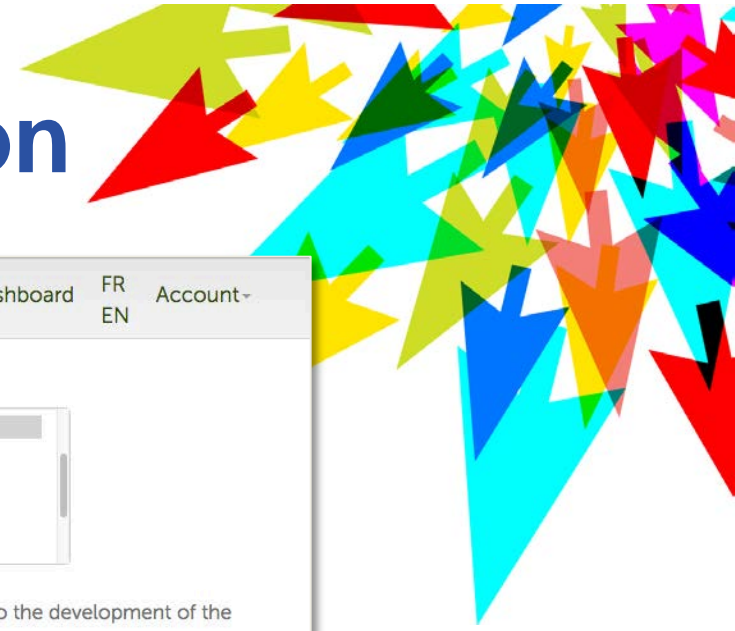 on
shboard FR Account
EN
o the development of the